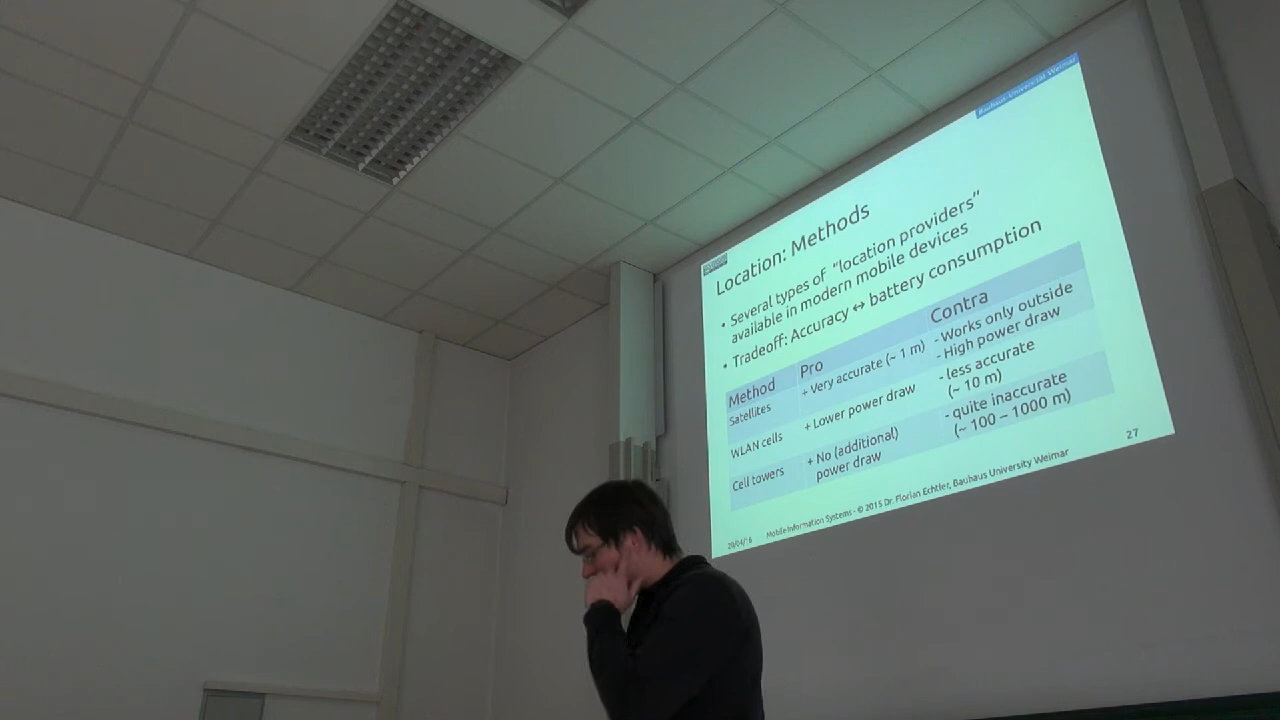 Bauhaus-Universität Weimar
Location: Methods
• Several types of "location providers"
available in modern mobile devices
• Tradeoff: Accuracy ↔ battery consumption
Method Pro Contra
Satellites + Very accurate (~ 1 m) - Works only outside
- High power draw
WLAN cells + Lower power draw - less accurate
(~ 10 m)
Cell towers + No (additional) - quite inaccurate
power draw (~ 100 – 1000 m)
20/04/16 Mobile Information Systems - © 2015 Dr. Florian Echtler, Bauhaus University Weimar 27